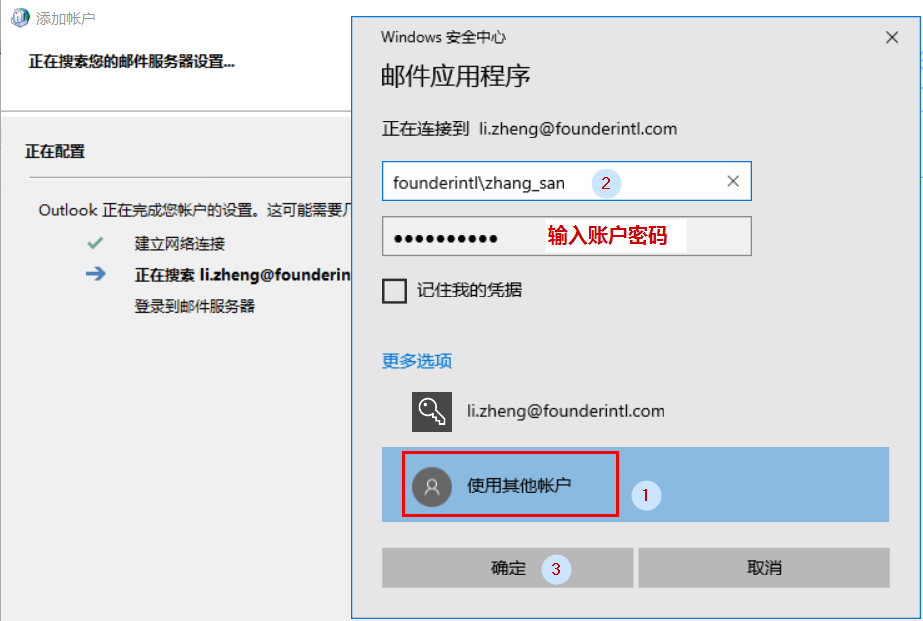 添加帐户
正在搜索您的邮件服务器设置...
正在配置
Outlook 正在完成您帐户的设置。这可能需要几
建立网络连接
正在搜索 li.zheng@founderin
登录到邮件服务器
Windows 安全中心
邮件应用程序
正在连接到 li.zheng@founderintl.com
founderintl\zhang_san 2
●●●●●●●●●● 输入账户密码
记住我的凭据
更多选项
li.zheng@founderintl.com
使用其他帐户 1
确定 3
取消